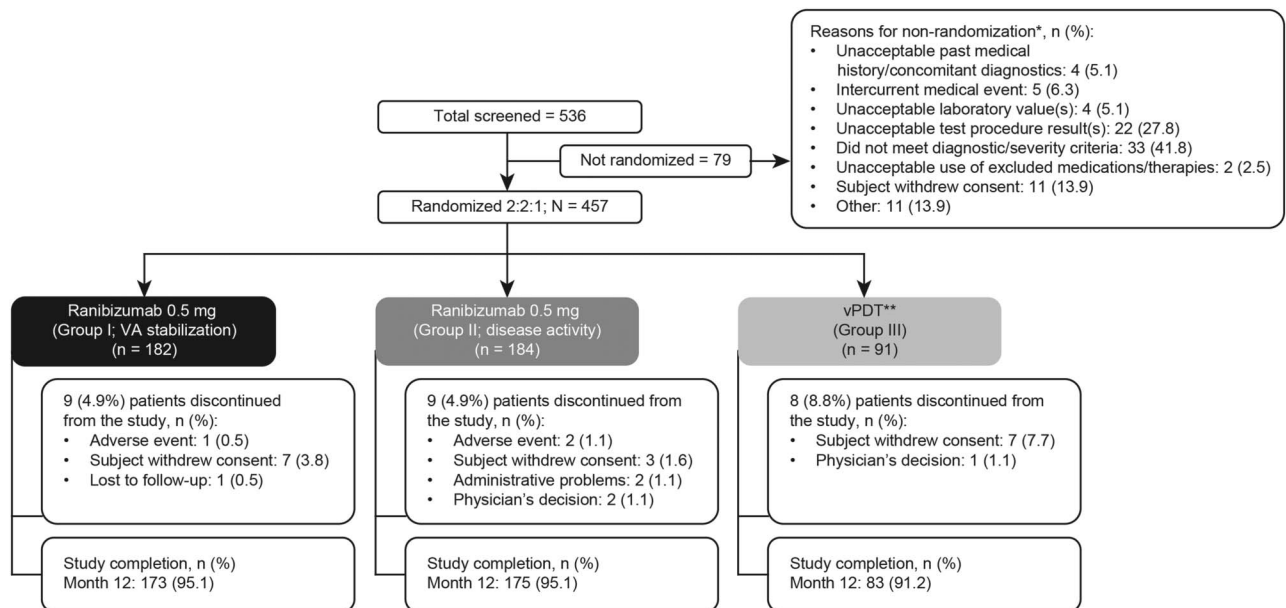 Reasons for non-randomization*, n (%):
• Unacceptable past medical
history/concomitant diagnostics: 4 (5.1)
• Intercurrent medical event: 5 (6.3)
• Unacceptable laboratory value(s): 4 (5.1)
• Unacceptable test procedure result(s): 22 (27.8)
• Did not meet diagnostic/severity criteria: 33 (41.8)
• Unacceptable use of excluded medications/therapies: 2 (2.5)
• Subject withdrew consent: 11 (13.9)
• Other: 11 (13.9)
Total screened = 536
Not randomized = 79
Randomized 2:2:1; N = 457
Ranibizumab 0.5 mg
(Group I; VA stabilization)
(n = 182)
Ranibizumab 0.5 mg
(Group II; disease activity)
(n = 184)
vPDT**
(Group III)
(n = 91)
9 (4.9%) patients discontinued
from the study, n (%):
• Adverse event: 1 (0.5)
• Subject withdrew consent: 7 (3.8)
• Lost to follow-up: 1 (0.5)
9 (4.9%) patients discontinued from
the study, n (%):
• Adverse event: 2 (1.1)
• Subject withdrew consent: 3 (1.6)
• Administrative problems: 2 (1.1)
• Physician’s decision: 2 (1.1)
8 (8.8%) patients discontinued from
the study, n (%):
• Subject withdrew consent: 7 (7.7)
• Physician’s decision: 1 (1.1)
Study completion, n (%)
Month 12: 173 (95.1)
Study completion, n (%)
Month 12: 175 (95.1)
Study completion, n (%)
Month 12: 83 (91.2)